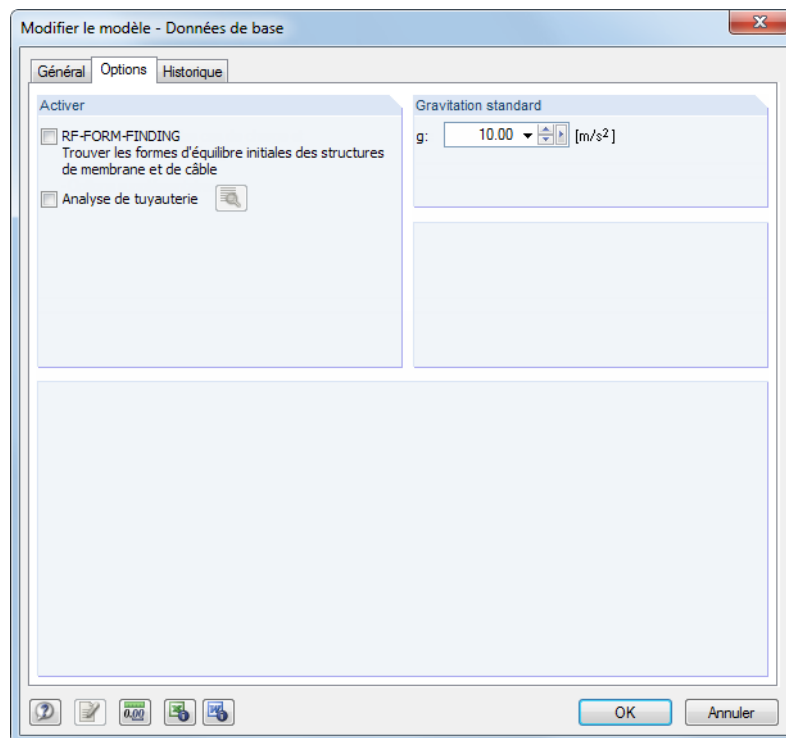 Modifier le modèle - Données de base
Général
Options
Historique
Activer
RF-FORM-FINDING
Trouver les formes d'équilibre initiales des structures
de membrane et de câble
Analyse de tuyauterie
Gravitation standard
g: 10.00 [m/s²]
0.00
OK
Annuler